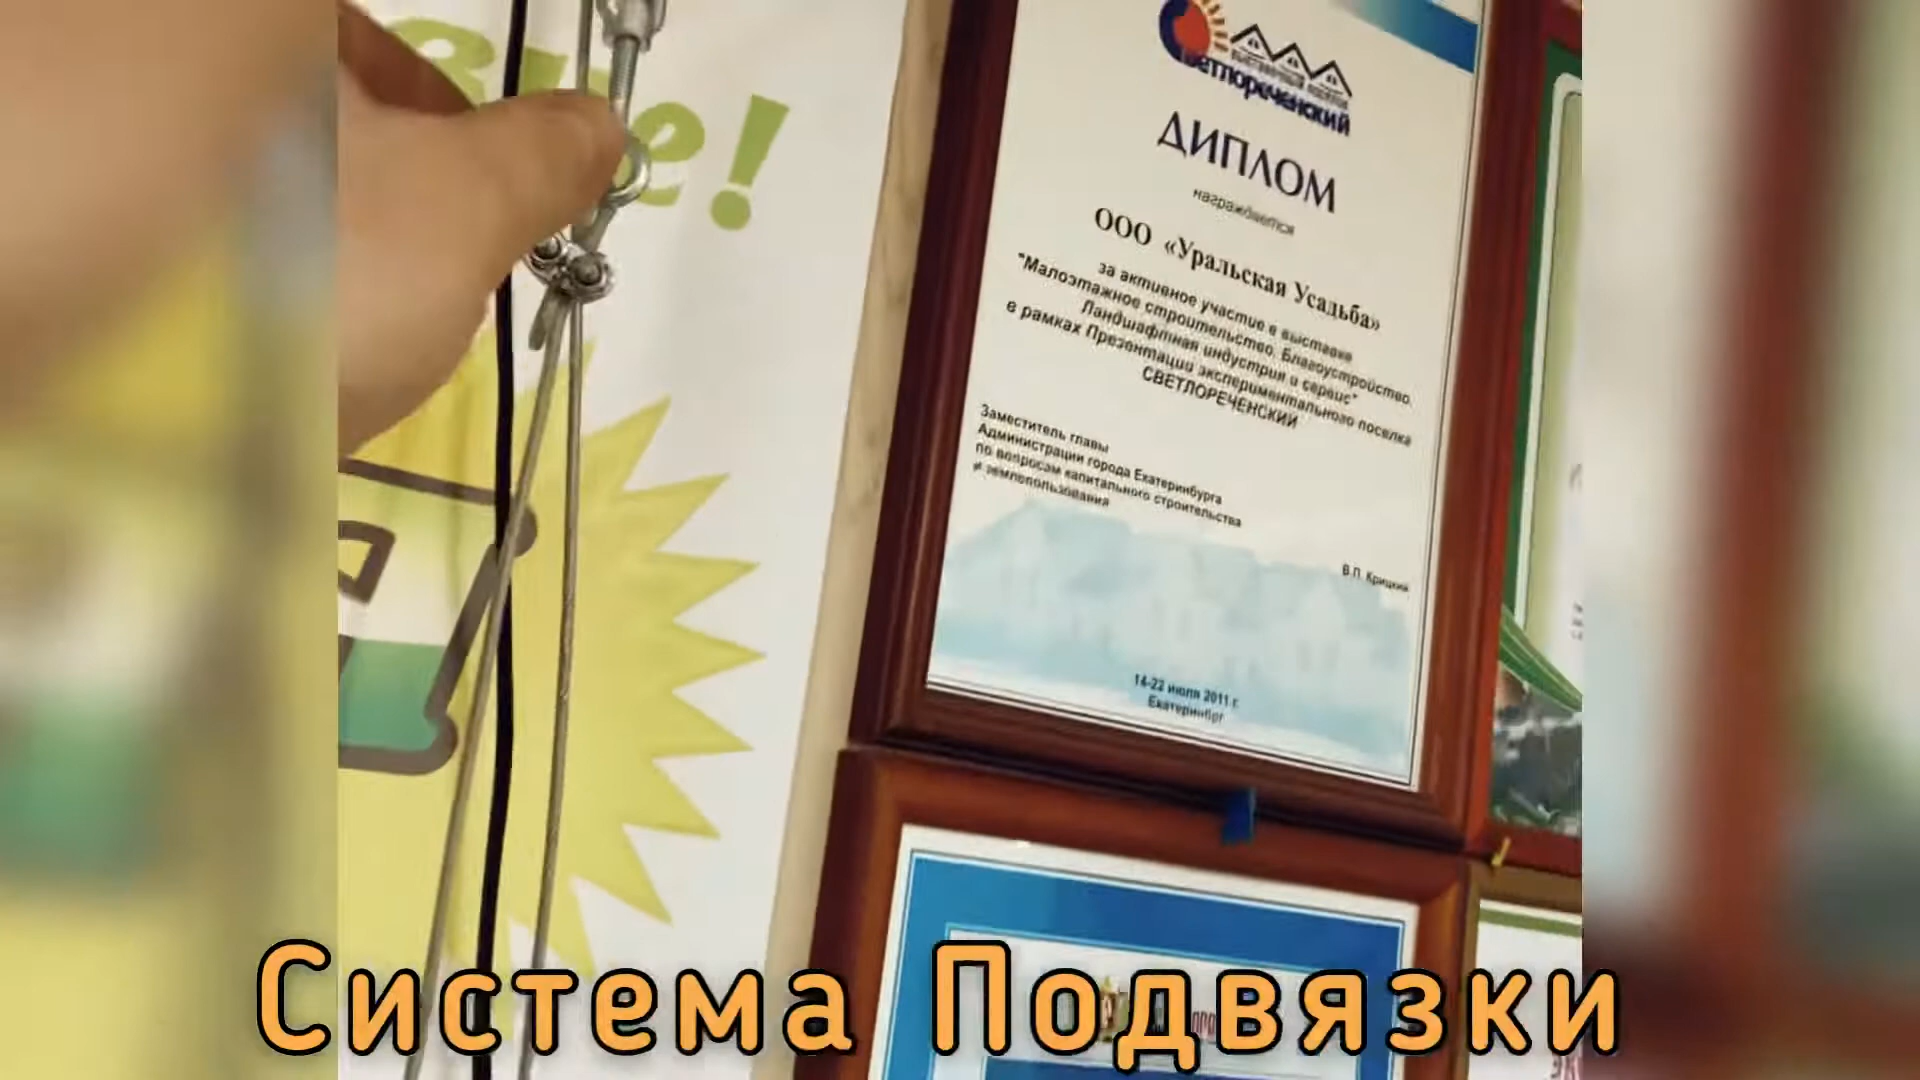 ве!
Светлореченский
ДИПЛОМ
награждается
ООО «Уральская Усадьба»
за активное участие в выставке
"Малоэтажное строительство. Благоустройство.
Ландшафтная индустрия и сервис"
в рамках Презентации экспериментального поселка
СВЕТЛОРЕЧЕНСКИЙ
Заместитель главы
Администрации города Екатеринбурга
по вопросам капитального строительства
и землепользования
В.П. Крицкий
14-22 июля 2011 г.
Екатеринбрг
Система Подвязки